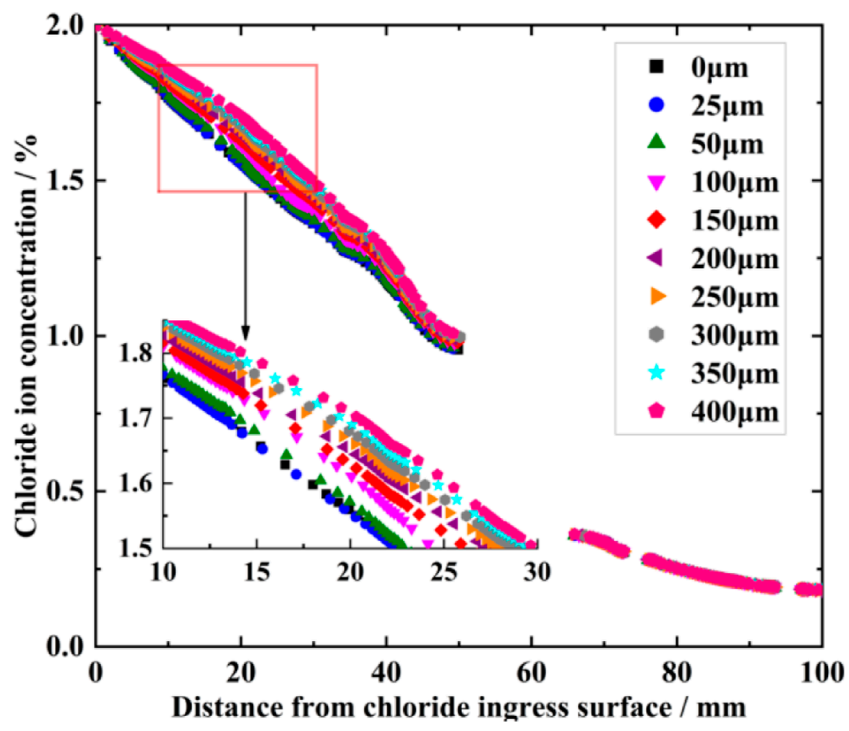 2.0
1.5
1.0
0.5
0.0
Chloride ion concentration / %
0μm
25μm
50μm
100μm
150μm
200μm
250μm
300μm
350μm
400μm
1.8
1.7
1.6
1.5
10 15 20 25 30
0 20 40 60 80 100
Distance from chloride ingress surface / mm